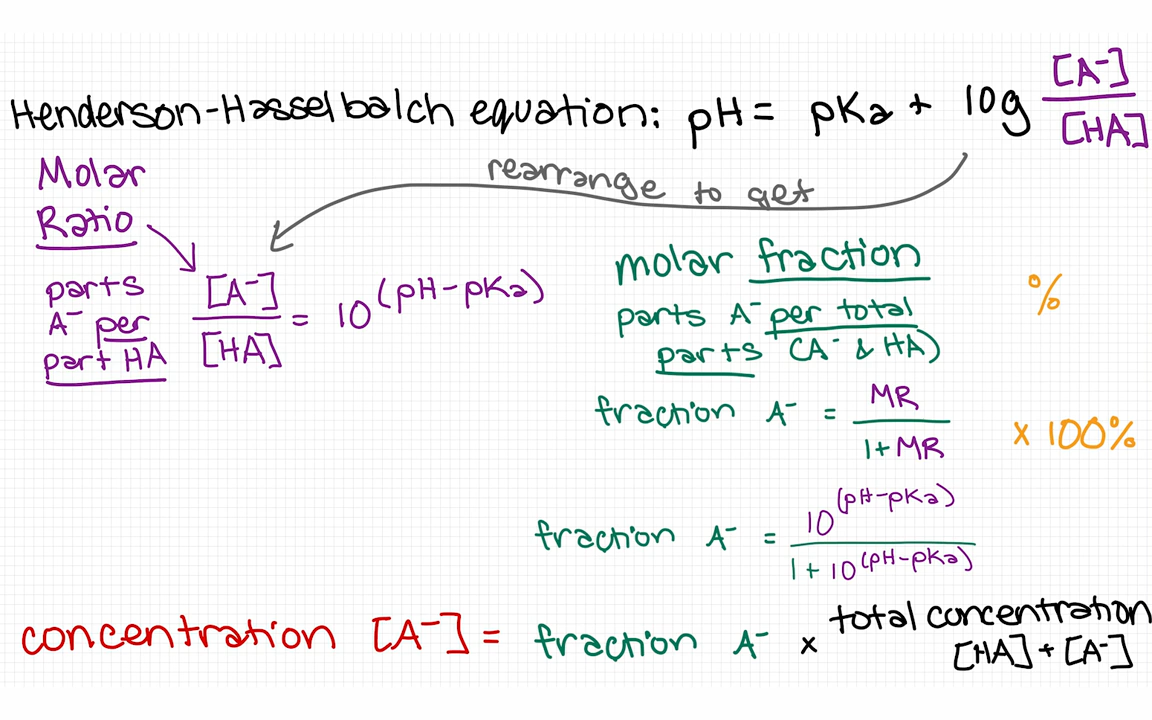 Henderson-Hasselbalch equation: pH = pKa + log [A⁻]/[HA]
rearrange to get
Molar
Ratio
parts
A⁻ per
part HA
[A⁻]/[HA] = 10^(pH-pKa)
molar fraction
parts A⁻ per total
parts (A⁻ & HA)
%
fraction A⁻ = MR/1+MR
x 100%
fraction A⁻ = 10^(pH-pKa)/1+10^(pH-pKa)
concentration [A⁻] = fraction A⁻ x total concentration
[HA] + [A⁻]